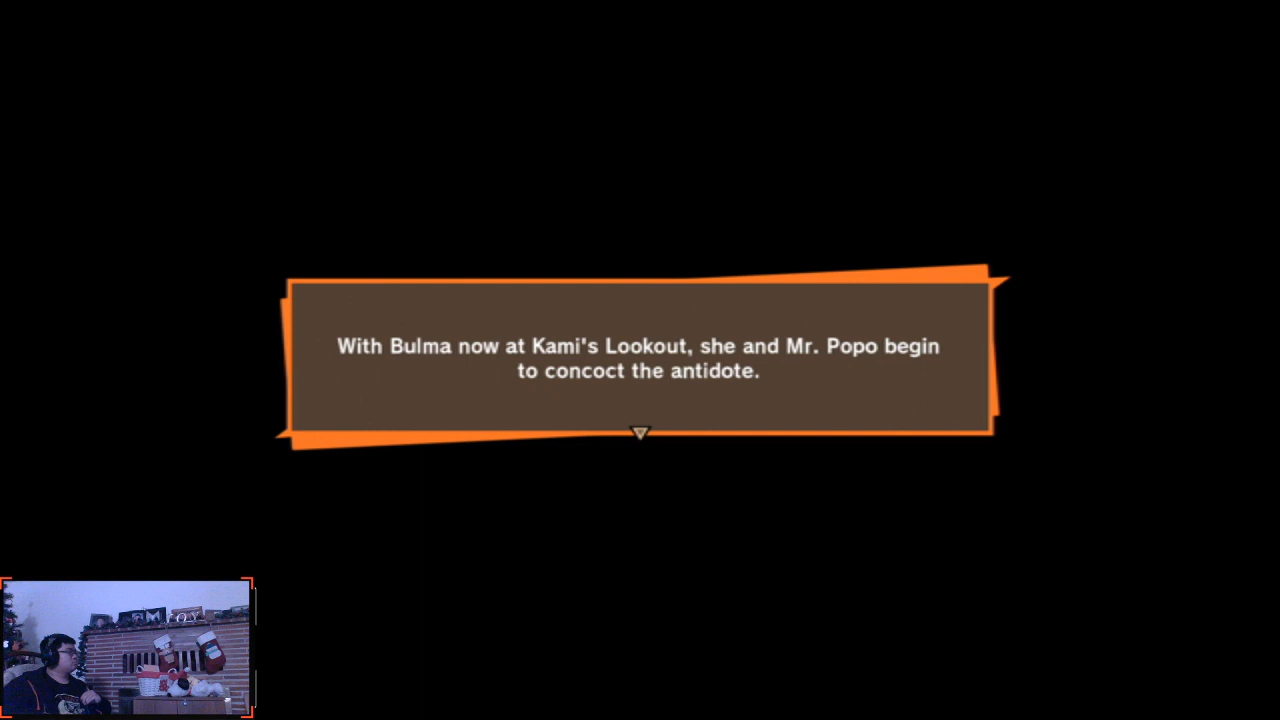 With Bulma now at Kami's Lookout, she and Mr. Popo begin
to concoct the antidote.